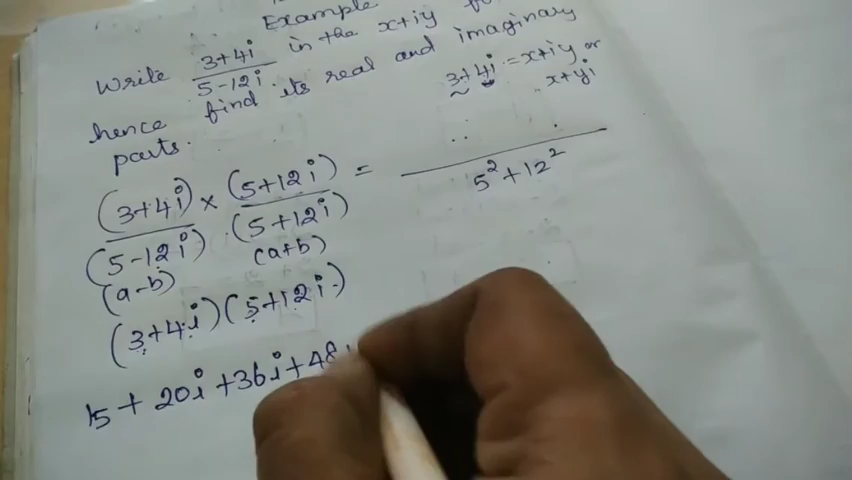 Example
Write 3+4i / 5-12i in the x+iy
hence find its real and imaginary
parts.
3+4i = x+iy or
x+yi
(3+4i) / (5-12i) × (5+12i) / (5+12i) = / 5²+12²
(a-b) (a+b)
(3+4i)(5+12i)
15 + 20i + 36i + 48